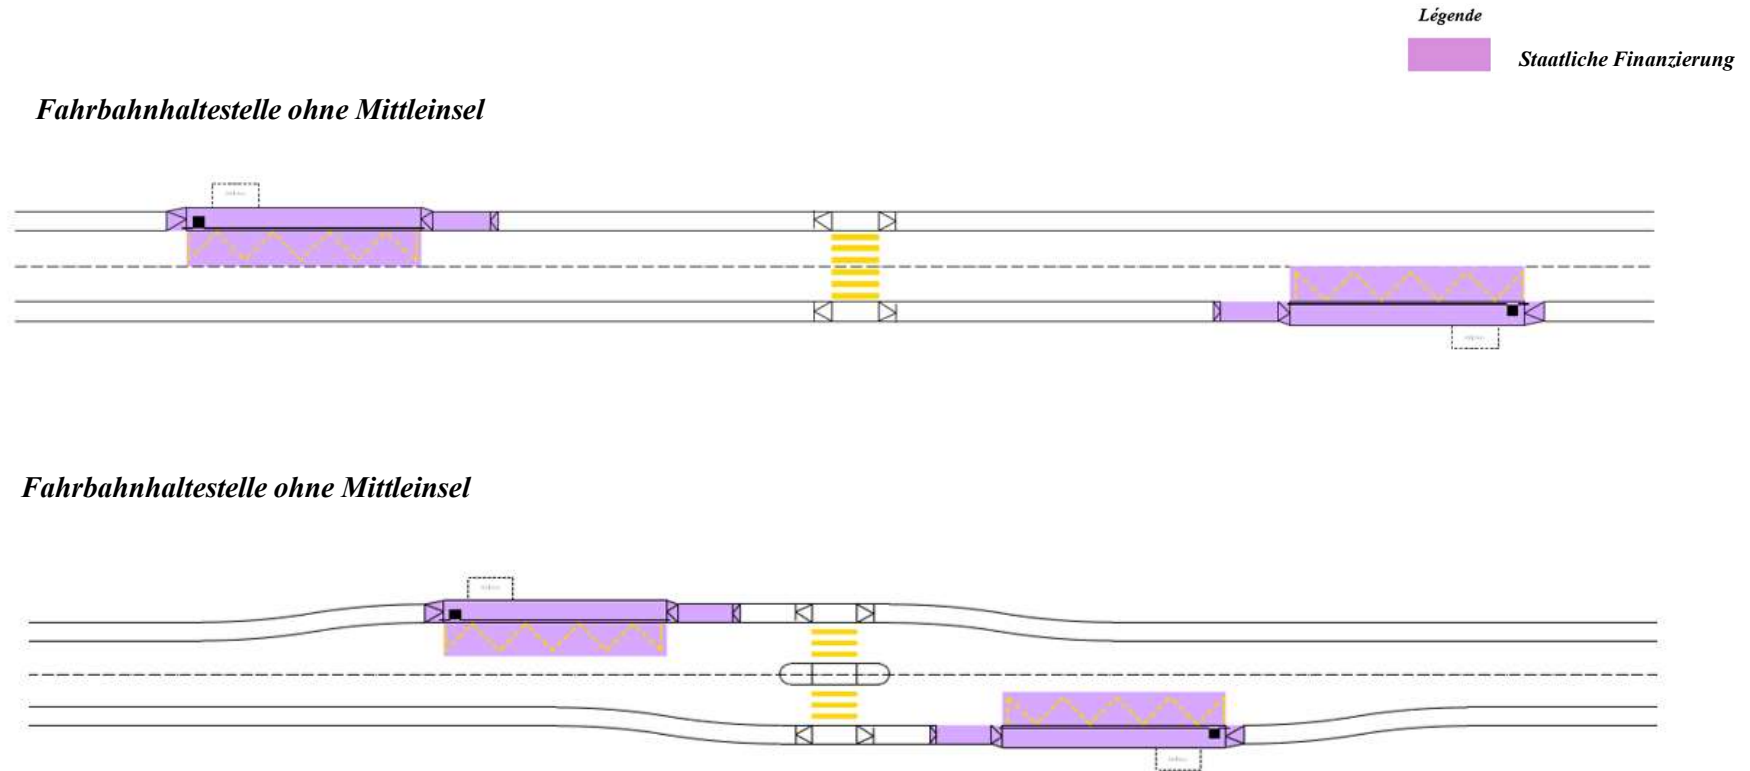 Légende
Staatliche Finanzierung
Fahrbahnhaltestelle ohne Mittleinsel
Fahrbahnhaltestelle ohne Mittleinsel